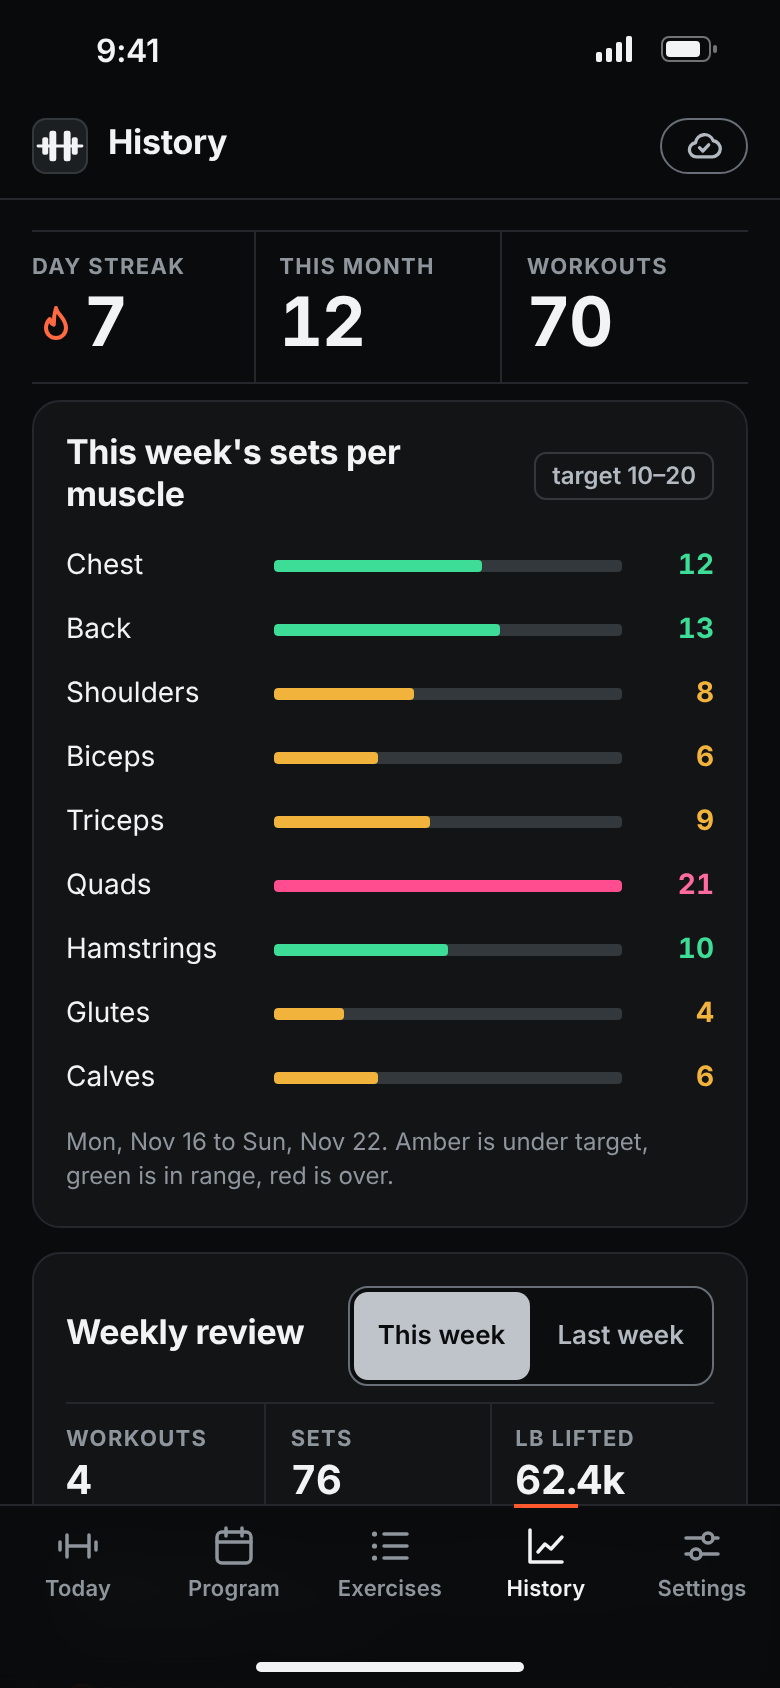 9:41
History
DAY STREAK
7
THIS MONTH
12
WORKOUTS
70
This week's sets per
muscle
target 10–20
Chest 12
Back 13
Shoulders 8
Biceps 6
Triceps 9
Quads 21
Hamstrings 10
Glutes 4
Calves 6
Mon, Nov 16 to Sun, Nov 22. Amber is under target,
green is in range, red is over.
Weekly review
This week
Last week
WORKOUTS
4
SETS
76
LB LIFTED
62.4k
Today
Program
Exercises
History
Settings